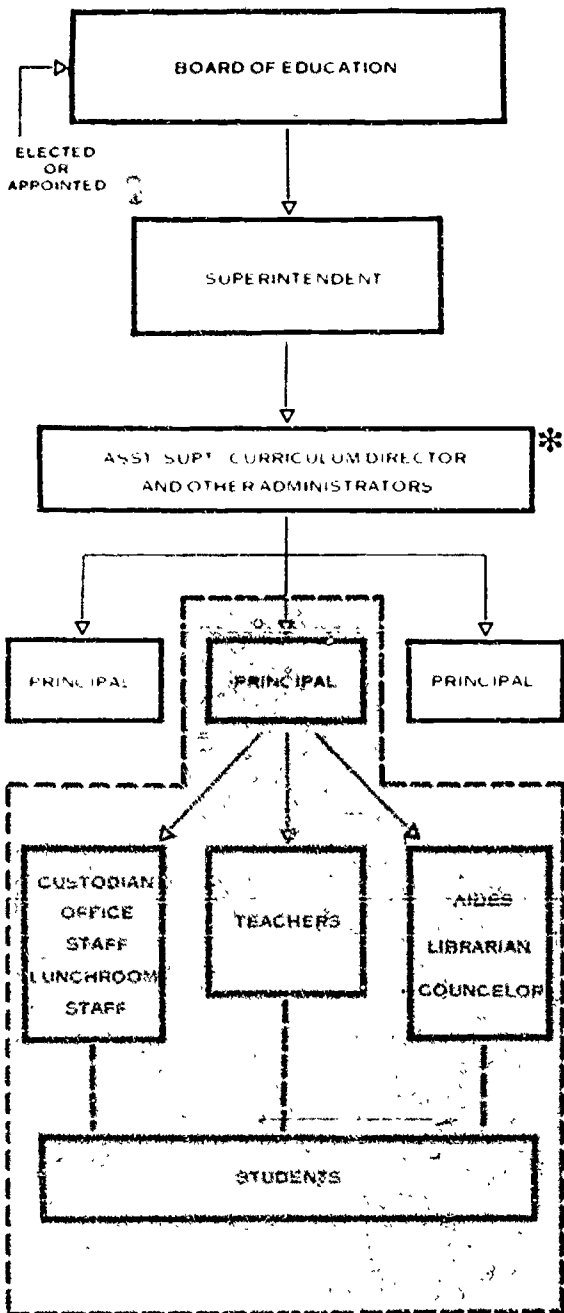 BOARD OF EDUCATION
ELECTED
OR
APPOINTED
SUPERINTENDENT
*
ASST SUPT CURRICULUM DIRECTOR
AND OTHER ADMINISTRATORS
PRINCIPAL
PRINCIPAL
PRINCIPAL
CUSTODIAN
OFFICE
STAFF
LUNCHROOM
STAFF
TEACHERS
AIDES
LIBRARIAN
COUNCELOR
STUDENTS